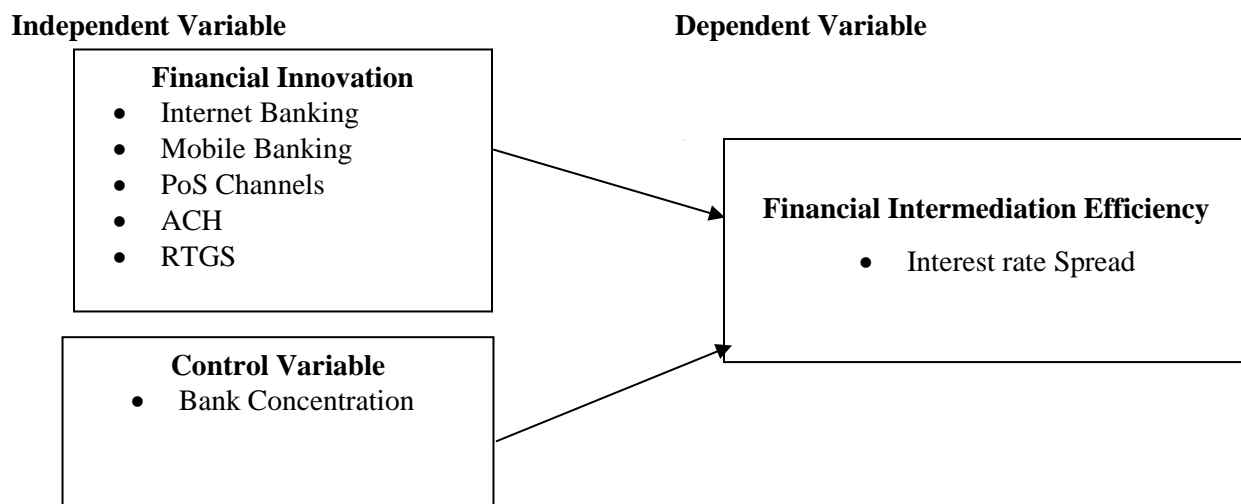 Independent Variable
Dependent Variable
Financial Innovation
• Internet Banking
• Mobile Banking
• PoS Channels
• ACH
• RTGS
Financial Intermediation Efficiency
• Interest rate Spread
Control Variable
• Bank Concentration